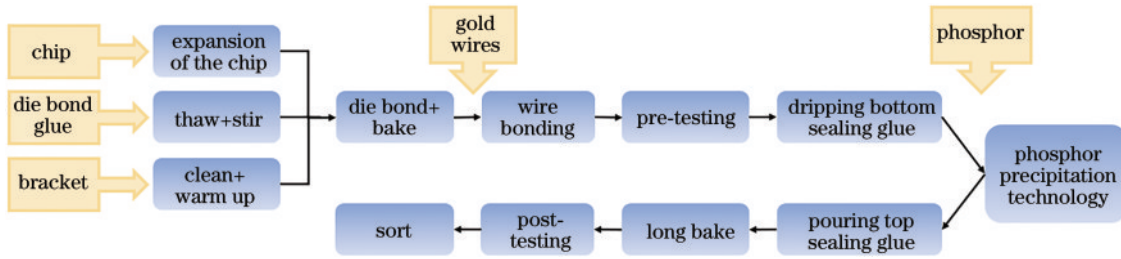 chip
expansion
of the chip
gold
wires
phosphor
die bond
glue
thaw+stir
die bond+
bake
wire
bonding
pre-testing
dripping bottom
sealing glue
bracket
clean+
warm up
phosphor
precipitation
technology
sort
post-
testing
long bake
pouring top
sealing glue